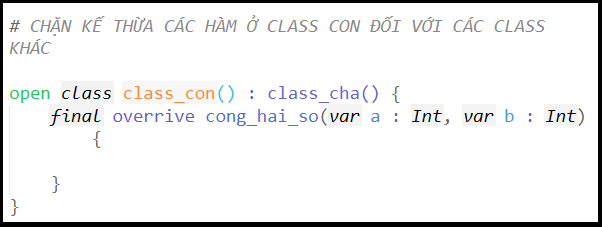 # CHẶN KẾ THỪA CÁC HÀM Ở CLASS CON ĐỐI VỚI CÁC CLASS
KHÁC
open class class_con() : class_cha() {
final overrive cong_hai_so(var a : Int, var b : Int)
{
}
}